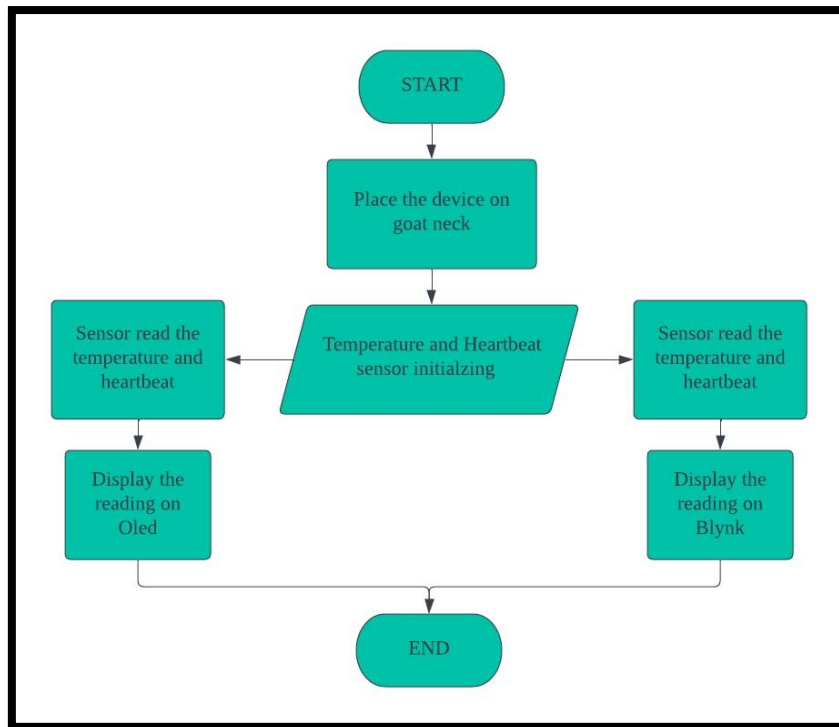 START
Place the device on
goat neck
Temperature and Heartbeat
sensor initialzing
Sensor read the
temperature and
heartbeat
Display the
reading on
Oled
Sensor read the
temperature and
heartbeat
Display the
reading on
Blynk
END